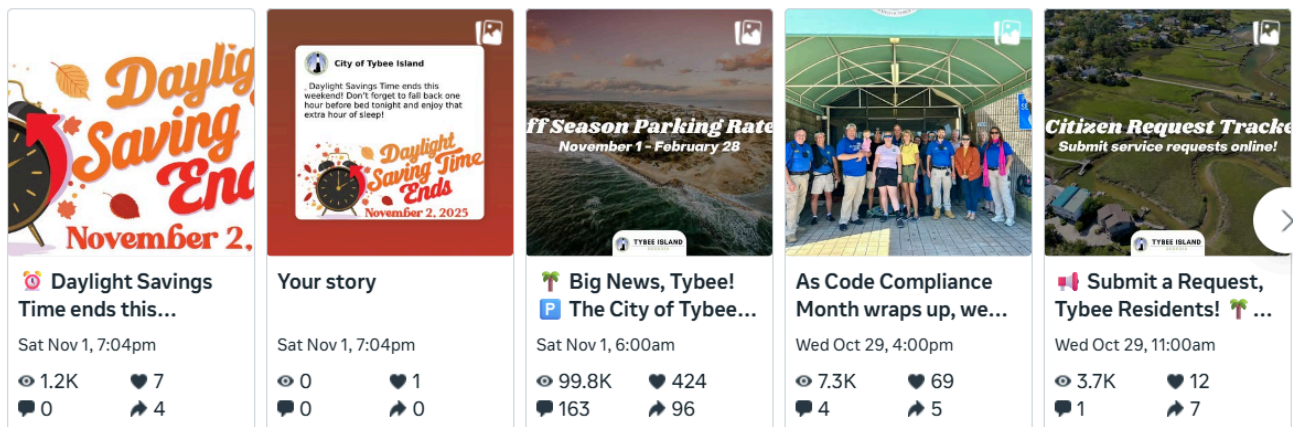 Daylig
Saving
End
November 2,
⏰ Daylight Savings
Time ends this...
Sat Nov 1, 7:04pm
1.2K 7
0 4
City of Tybee Island
. Daylight Savings Time ends this
weekend! Don't forget to fall back one
hour before bed tonight and enjoy that
extra hour of sleep!
Daylight
Saving Time
Ends
November 2, 2025
Your story
Sat Nov 1, 7:04pm
0 1
0 0
ff Season Parking Rate
November 1 - February 28
TYBEE ISLAND
🌴 Big News, Tybee!
🅿️ The City of Tybee...
Sat Nov 1, 6:00am
99.8K 424
163 96
As Code Compliance
Month wraps up, we...
Wed Oct 29, 4:00pm
7.3K 69
4 5
Citizen Request Tracke
Submit service requests online!
TYBEE ISLAND
📢 Submit a Request,
Tybee Residents! 🌴 ...
Wed Oct 29, 11:00am
3.7K 12
1 7